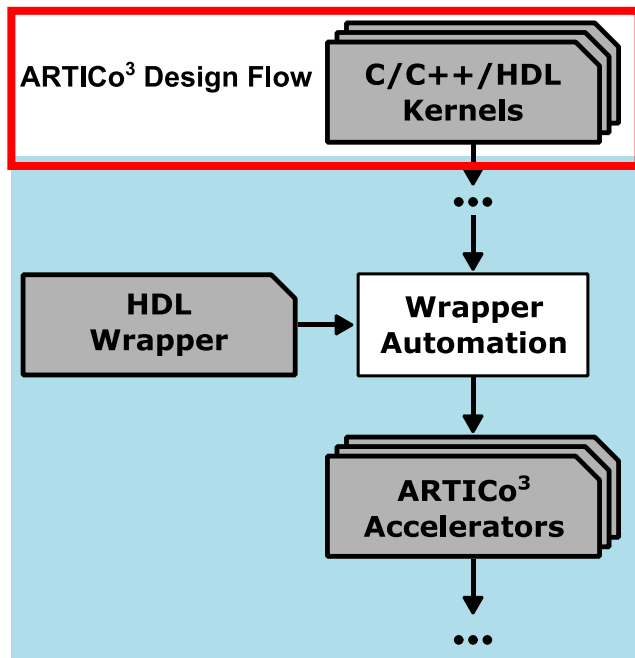 ARTICo³ Design Flow
C/C++/HDL
Kernels
•••
HDL
Wrapper
Wrapper
Automation
ARTICo³
Accelerators
•••